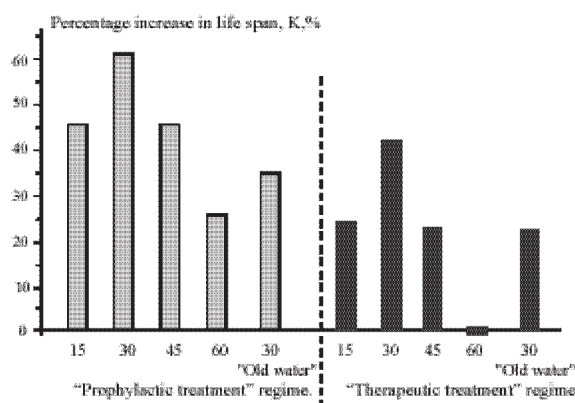 Percentage increase in life span, K,%
60
50
40
30
20
10
0
15 30 45 60 30 15 30 45 60 30
"Old water" "Old water"
“Prophylactic treatment” regime. “Therapeutic treatment” regime